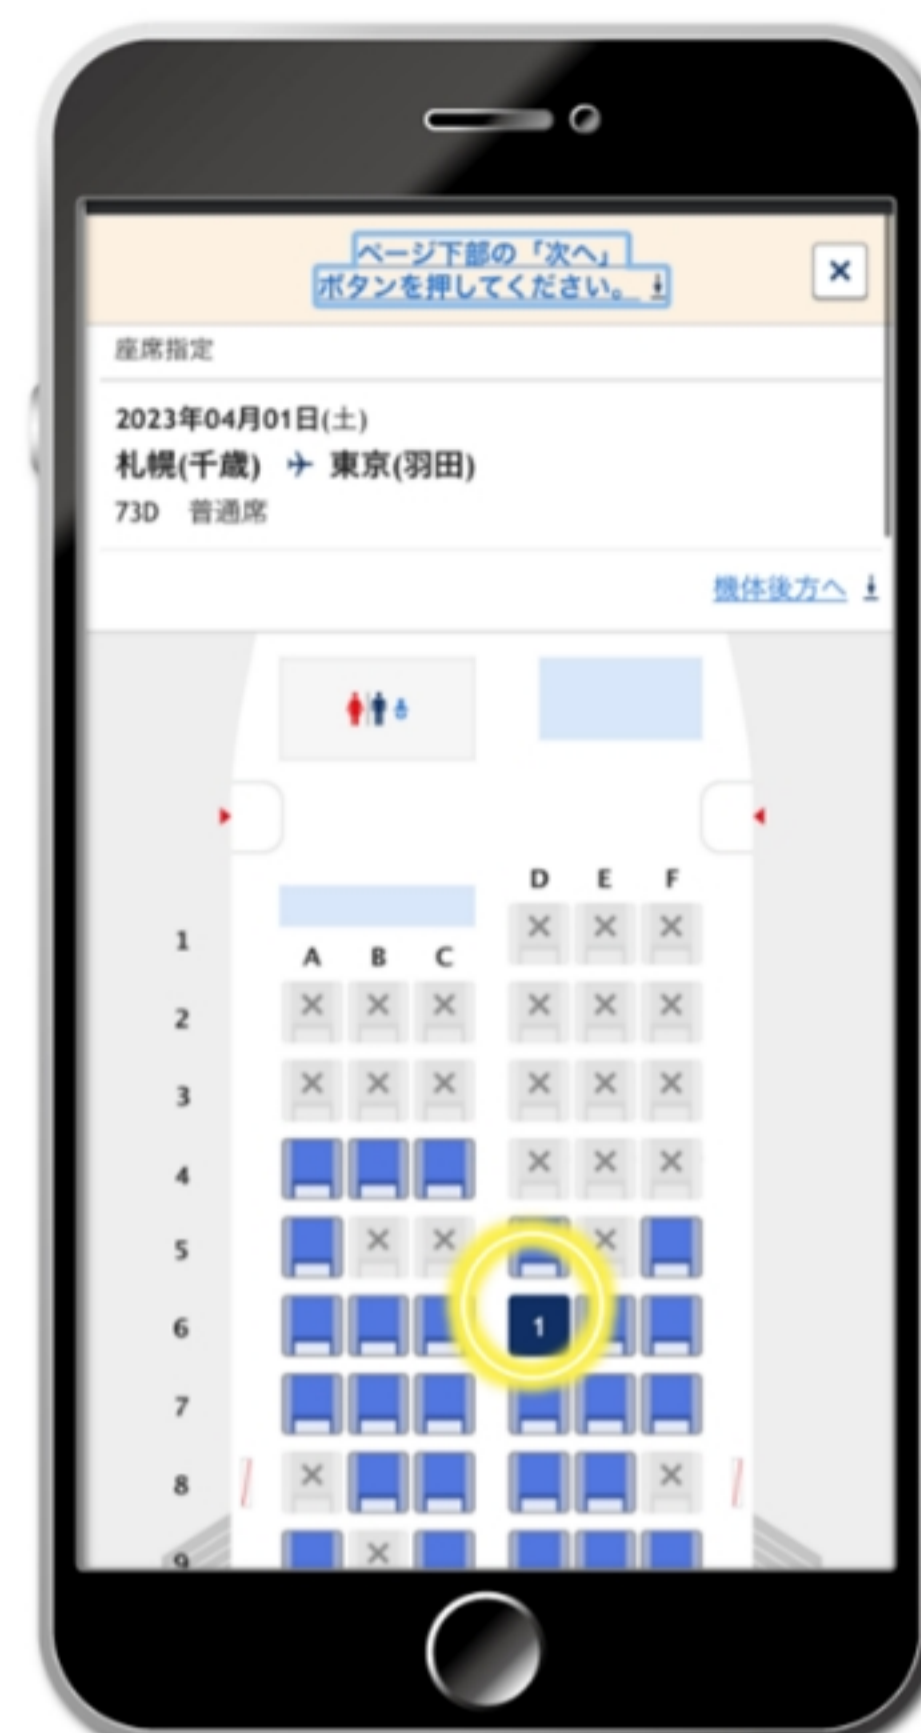 ページ下部の「次へ」
ボタンを押してください。
×
座席指定
2023年04月01日(土)
札幌(千歳) ✈ 東京(羽田)
73D 普通席
機体後方へ
D E F
1 × × ×
A B C
2 × × × × × ×
3 × × × × × ×
4 × × ×
5 × × ×
6 1
7
8 × ×
9 ×